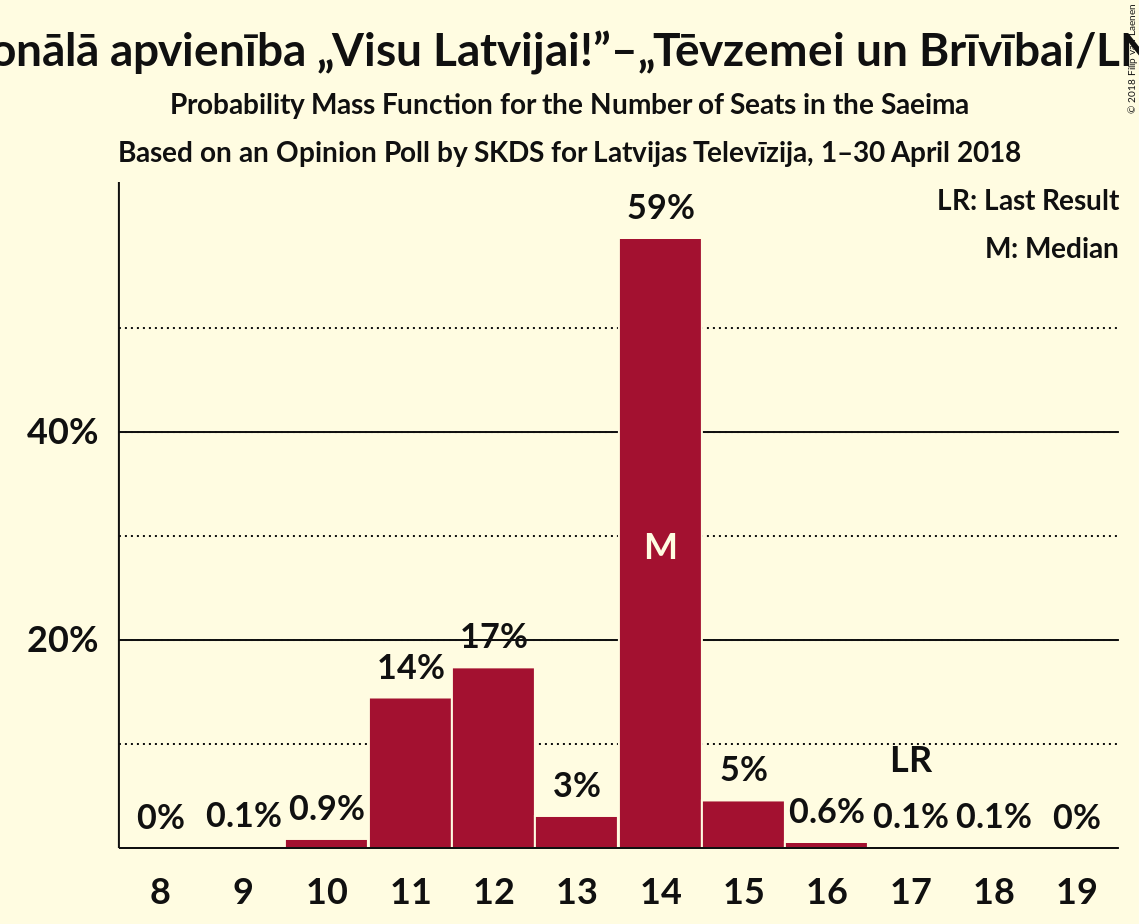 onālā apvienība „Visu Latvijai!”–„Tēvzemei un Brīvībai/L
Probability Mass Function for the Number of Seats in the Saeima
Based on an Opinion Poll by SKDS for Latvijas Televīzija, 1–30 April 2018
© 2018 Filip van Laenen
LR: Last Result
M: Median
59%
40%
M
20%
17%
14%
LR
5%
3%
0% 0.1% 0.9% 0.6% 0.1% 0.1% 0%
8 9 10 11 12 13 14 15 16 17 18 19